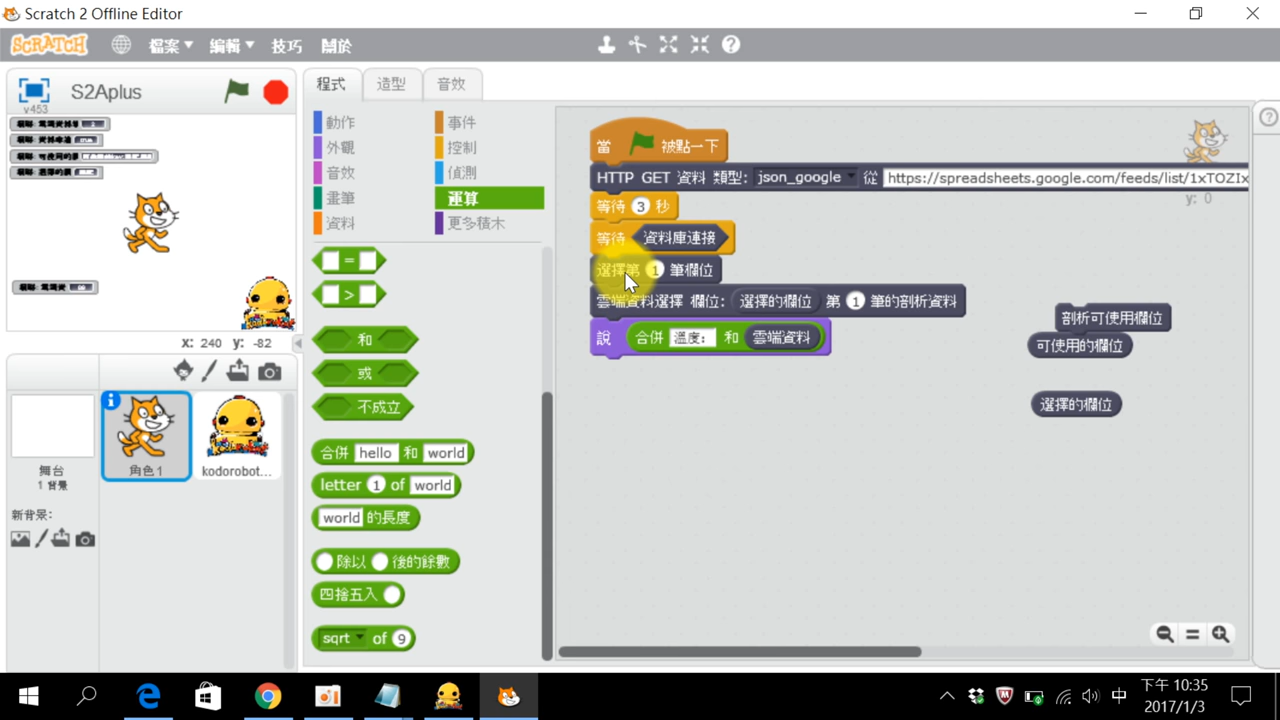 Scratch 2 Offline Editor
SCRATCH 檔案 編輯 技巧 關於
v453 S2Aplus
程式 造型 音效
動作 事件
外觀 控制
音效 偵測
畫筆 運算
資料 更多積木
=
>
和
或
不成立
合併 hello 和 world
letter 1 of world
world 的長度
除以 後的餘數
四捨五入
sqrt of 9
當 被點一下
HTTP GET 資料 類型: json_google 從 https://spreadsheets.google.com/feeds/list/1xTOZIx
等待 3 秒
等待 資料庫連接
選擇第 1 筆欄位
雲端資料選擇 欄位: 選擇的欄位 第 1 筆的剖析資料
說 合併 溫度: 和 雲端資料
y: 0
剖析可使用欄位
可使用的欄位
選擇的欄位
x: 240 y: -82
舞台
1 背景
角色1
kodorobot...
新背景:
中
下午 10:35
2017/1/3